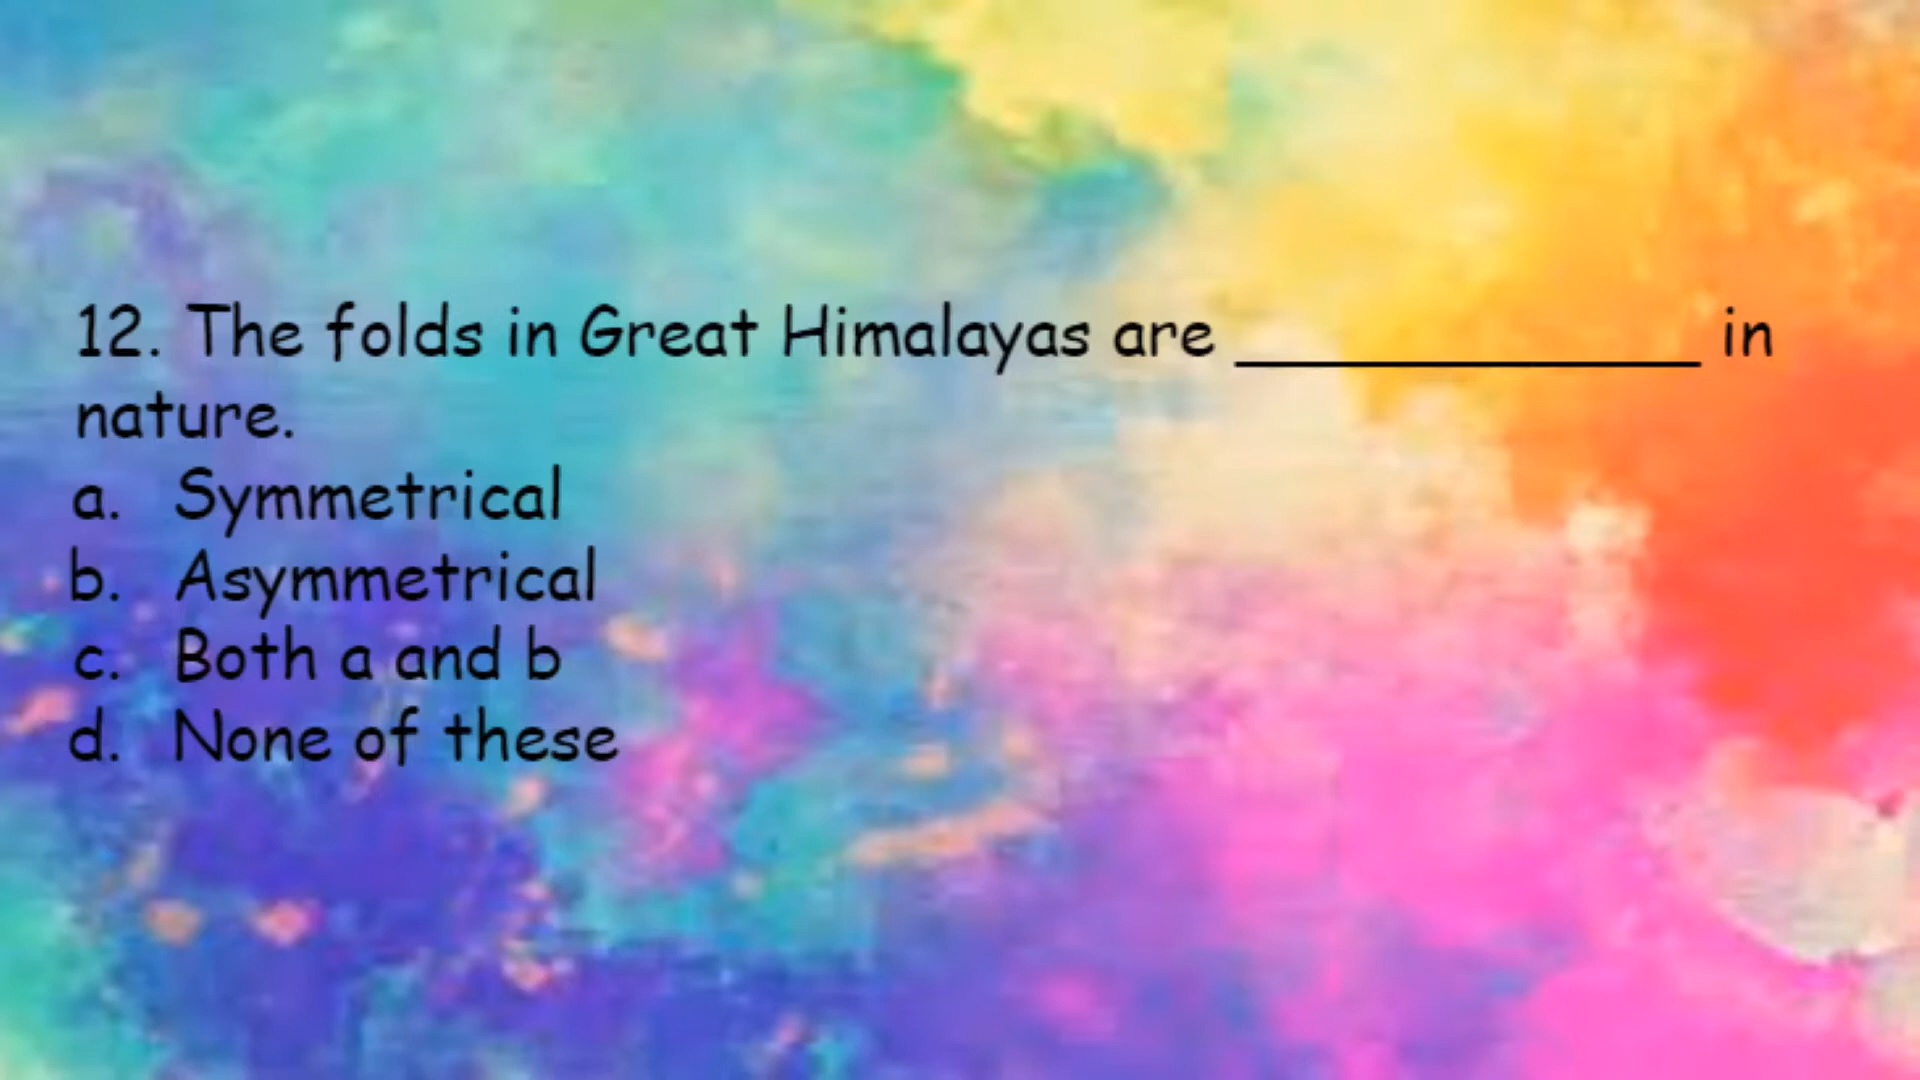 12. The folds in Great Himalayas are ______________ in
nature.
a. Symmetrical
b. Asymmetrical
c. Both a and b
d. None of these